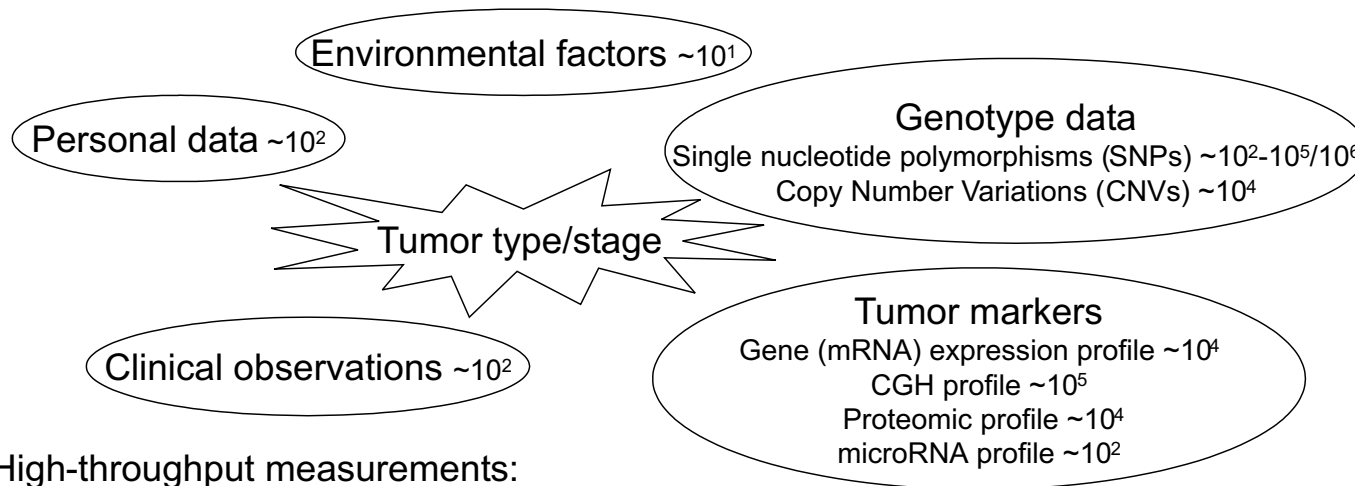 Environmental factors ~10¹
Personal data ~10²
Genotype data
Single nucleotide polymorphisms (SNPs) ~10²-10⁵/10⁶
Copy Number Variations (CNVs) ~10⁴
Tumor type/stage
Tumor markers
Gene (mRNA) expression profile ~10⁴
CGH profile ~10⁵
Proteomic profile ~10⁴
microRNA profile ~10²
Clinical observations ~10²
High-throughput measurements: